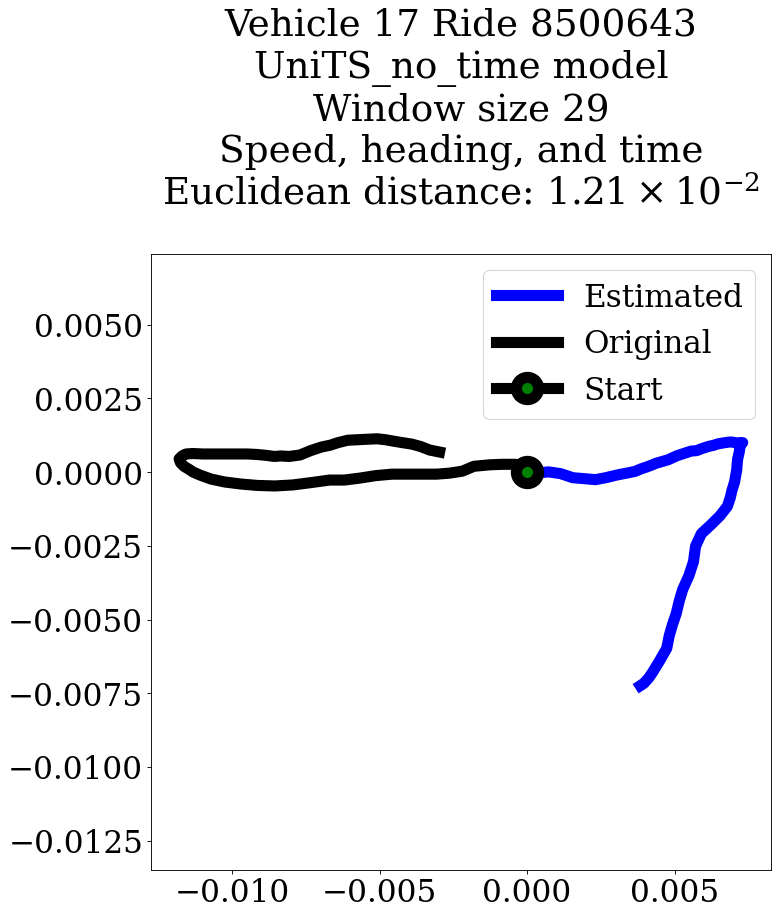 Vehicle 17 Ride 8500643
UniTS_no_time model
Window size 29
Speed, heading, and time
Euclidean distance: 1.21 × 10⁻²
Estimated
Original
Start
0.0050
0.0025
0.0000
−0.0025
−0.0050
−0.0075
−0.0100
−0.0125
−0.010 −0.005 0.000 0.005